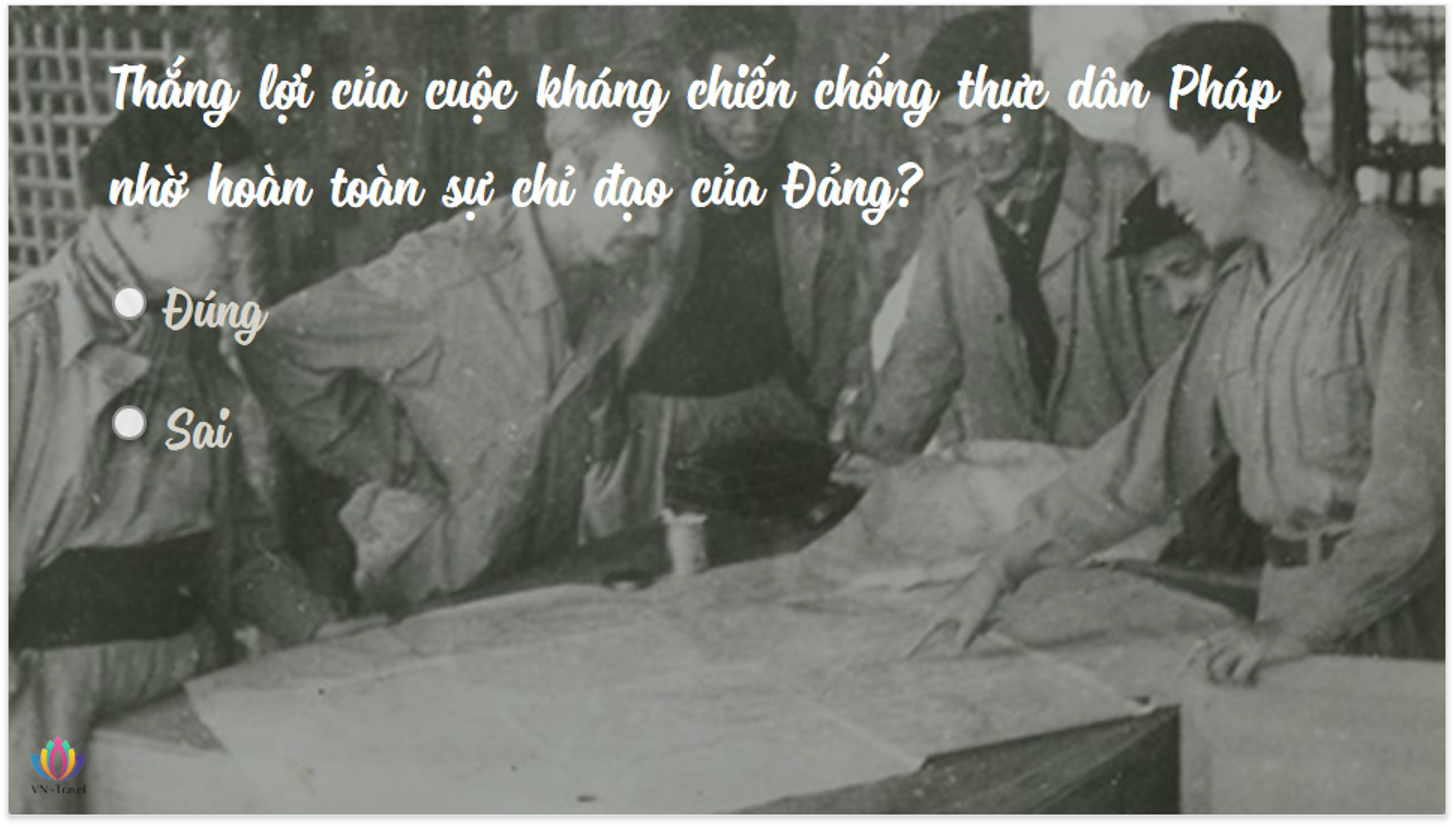 Thắng lợi của cuộc kháng chiến chống thực dân Pháp
nhờ hoàn toàn sự chỉ đạo của Đảng?
Đúng
Sai
VN-Travel